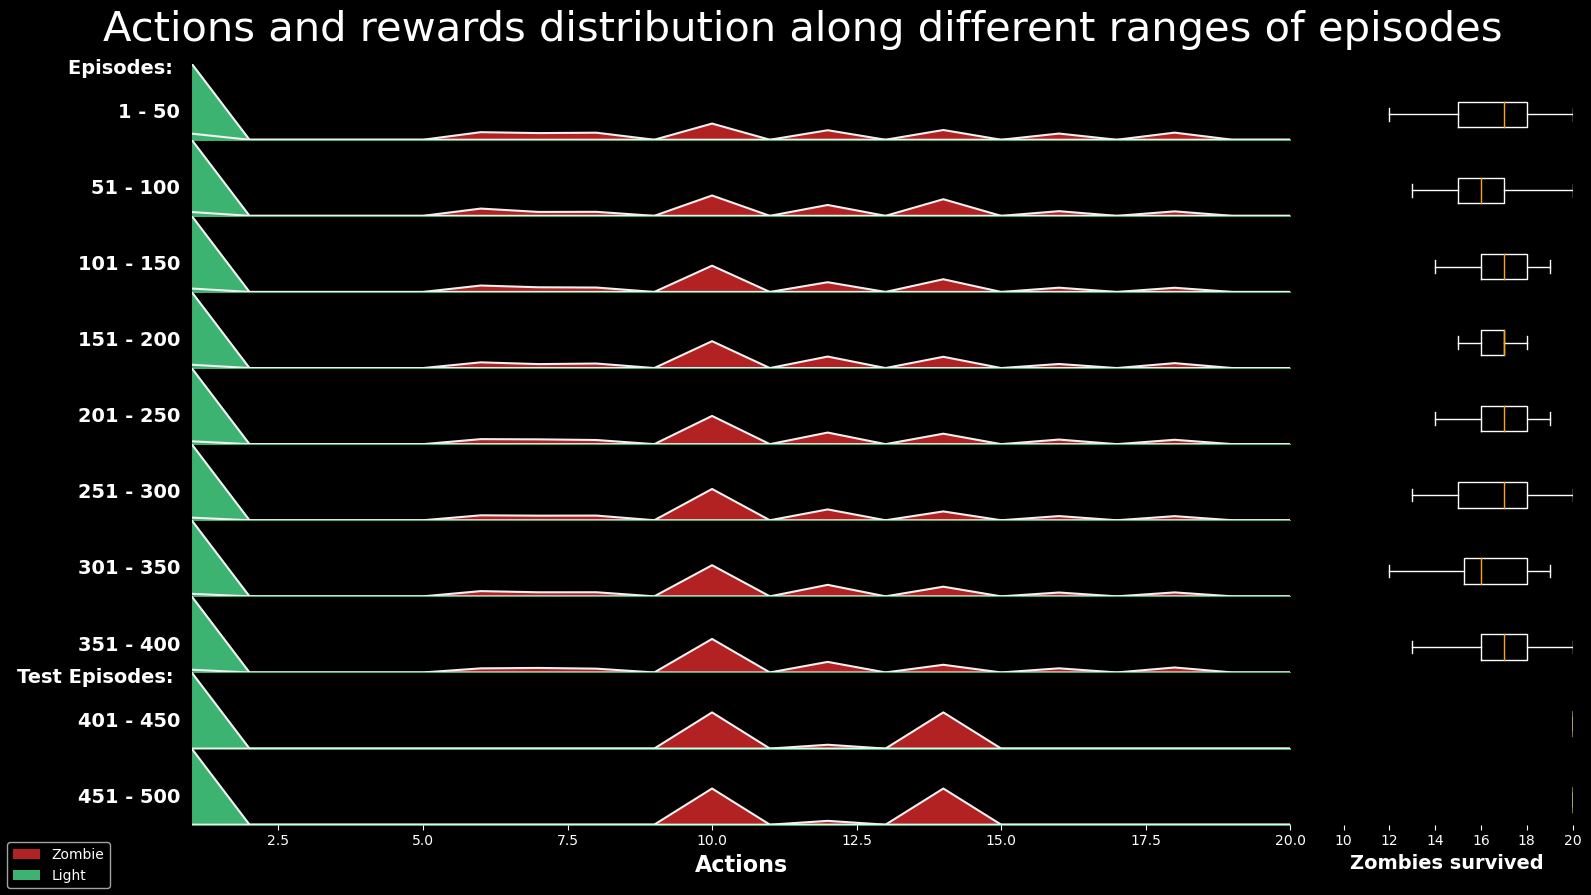 Actions and rewards distribution along different ranges of episodes
Episodes:
1 - 50
51 - 100
101 - 150
151 - 200
201 - 250
251 - 300
301 - 350
351 - 400
Test Episodes:
401 - 450
451 - 500
2.5 5.0 7.5 10.0 12.5 15.0 17.5 20.0
10 12 14 16 18 20
Actions
Zombies survived
Zombie
Light